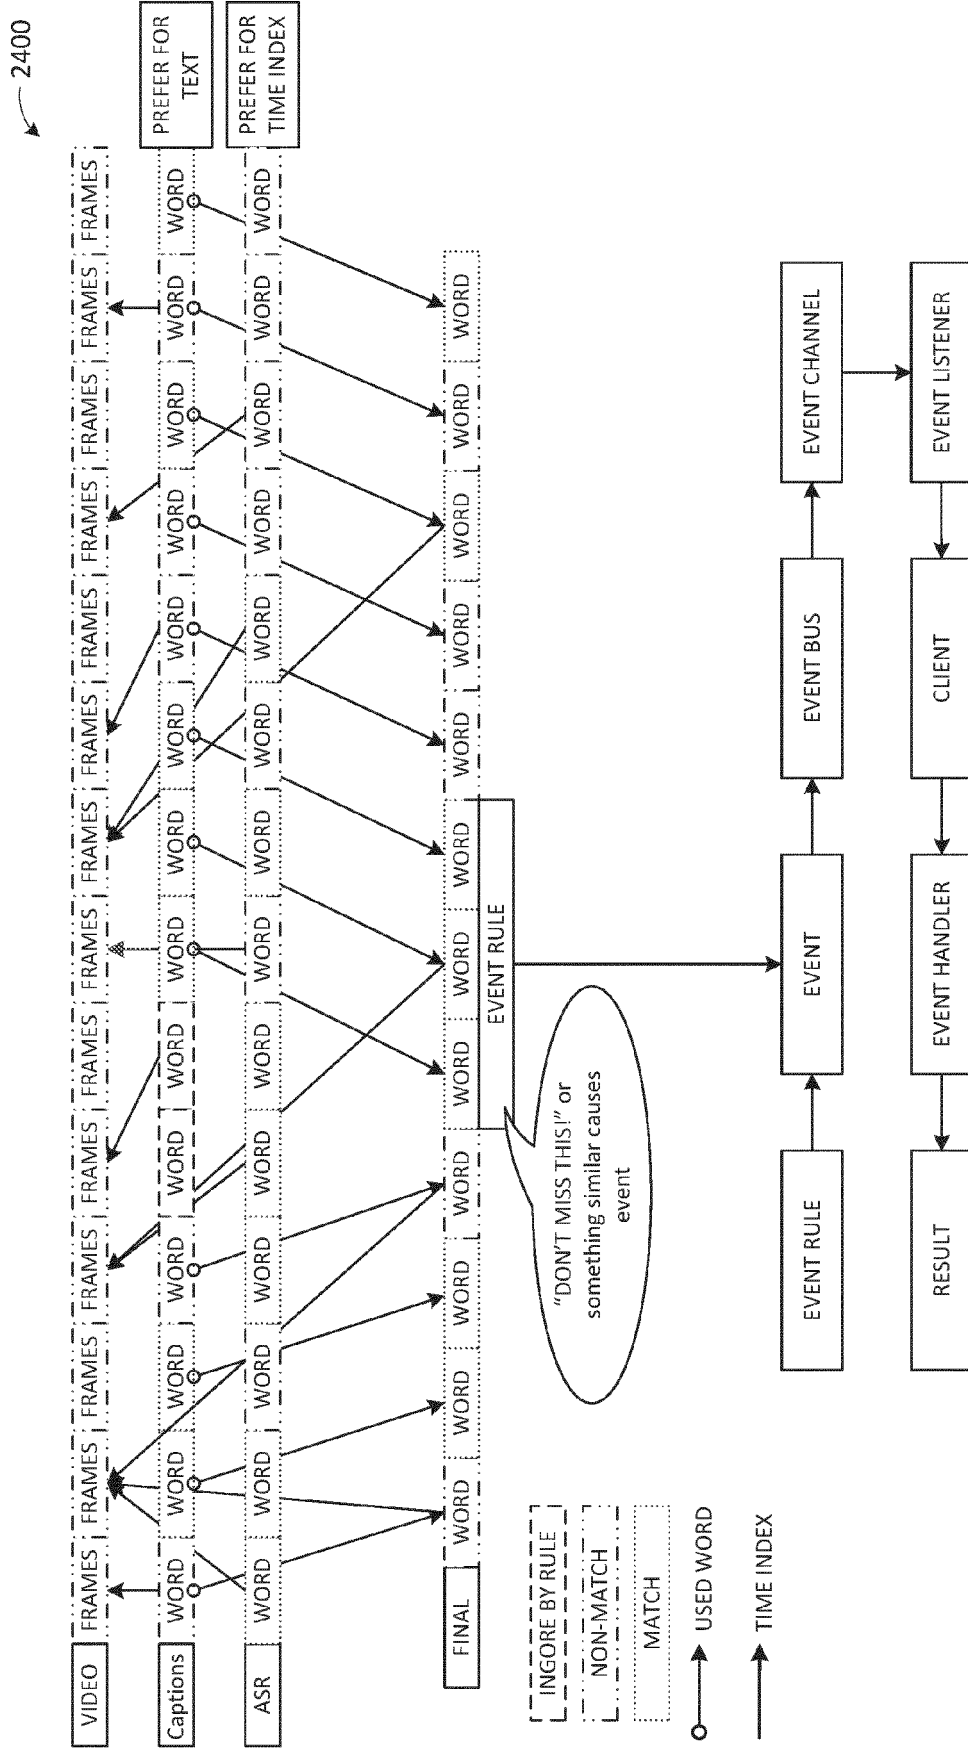 2400
VIDEO FRAMES FRAMES FRAMES FRAMES FRAMES FRAMES FRAMES FRAMES FRAMES FRAMES FRAMES FRAMES FRAMES FRAMES
Captions WORD WORD WORD WORD WORD WORD WORD WORD WORD WORD WORD WORD WORD WORD
PREFER FOR
TEXT
ASR WORD WORD WORD WORD WORD WORD WORD WORD WORD WORD WORD WORD WORD WORD
PREFER FOR
TIME INDEX
FINAL WORD WORD WORD WORD WORD WORD WORD WORD WORD WORD WORD WORD
EVENT RULE
"DON'T MISS THIS!" or
something similar causes
event
INGORE BY RULE
NON-MATCH
MATCH
USED WORD
TIME INDEX
EVENT RULE
EVENT
EVENT BUS
EVENT CHANNEL
RESULT
EVENT HANDLER
CLIENT
EVENT LISTENER